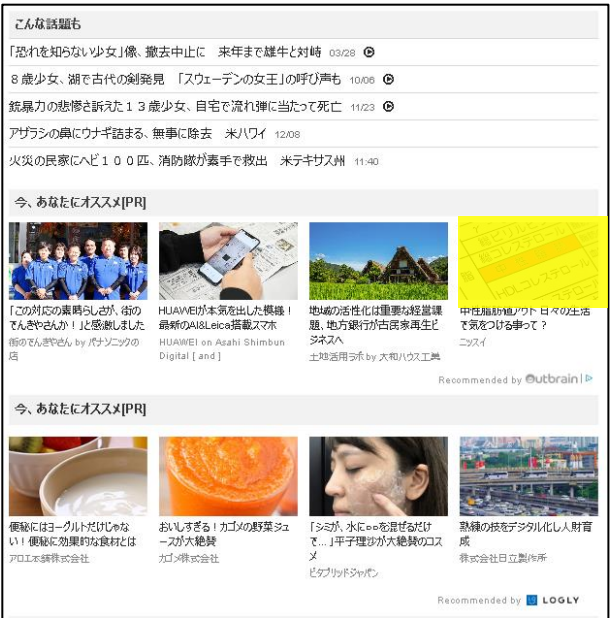 こんな話題も
「恐れを知らない少女」像、撤去中止に　来年まで雄牛と対峙 03/28
８歳少女、湖で古代の剣発見　「スウェーデンの女王」の呼び声も 10/06
銃暴力の悲惨さ訴えた１３歳少女、自宅で流れ弾に当たって死亡 11/23
アザラシの鼻にウナギ詰まる、無事に除去　米ハワイ 12/08
火災の民家にヘビ１００匹、消防隊が素手で救出　米テキサス州 11:40
今、あなたにオススメ[PR]
コレステロール
HDLコレステロール
「この対応の素晴らしさが、街の
でんきやさんか！」と感激しました
街のでんきやさん by パナソニックの
店
HUAWEIが本気を出した模様！
最新のAI&Leica搭載スマホ
HUAWEI on Asahi Shimbun
Digital [ and ]
地域の活性化は重要な経営課
題、地方銀行が古民家再生ビ
ジネスへ
土地活用ラボ by 大和ハウス工業
中性脂肪値アウト 日々の生活
で気をつける事って？
ニッスイ
Recommended by Outbrain
今、あなたにオススメ[PR]
便秘にはヨーグルトだけじゃな
い！便秘に効果的な食材とは
アロエ本舗株式会社
おいしすぎる！カゴメの野菜ジュ
ースが大絶賛
カゴメ株式会社
「シミが、水に○○を混ぜるだけ
で…」平子理沙が大絶賛のコス
メ
ビタブリッドジャパン
熟練の技をデジタル化し人財育
成
株式会社日立製作所
Recommended by LOGLY